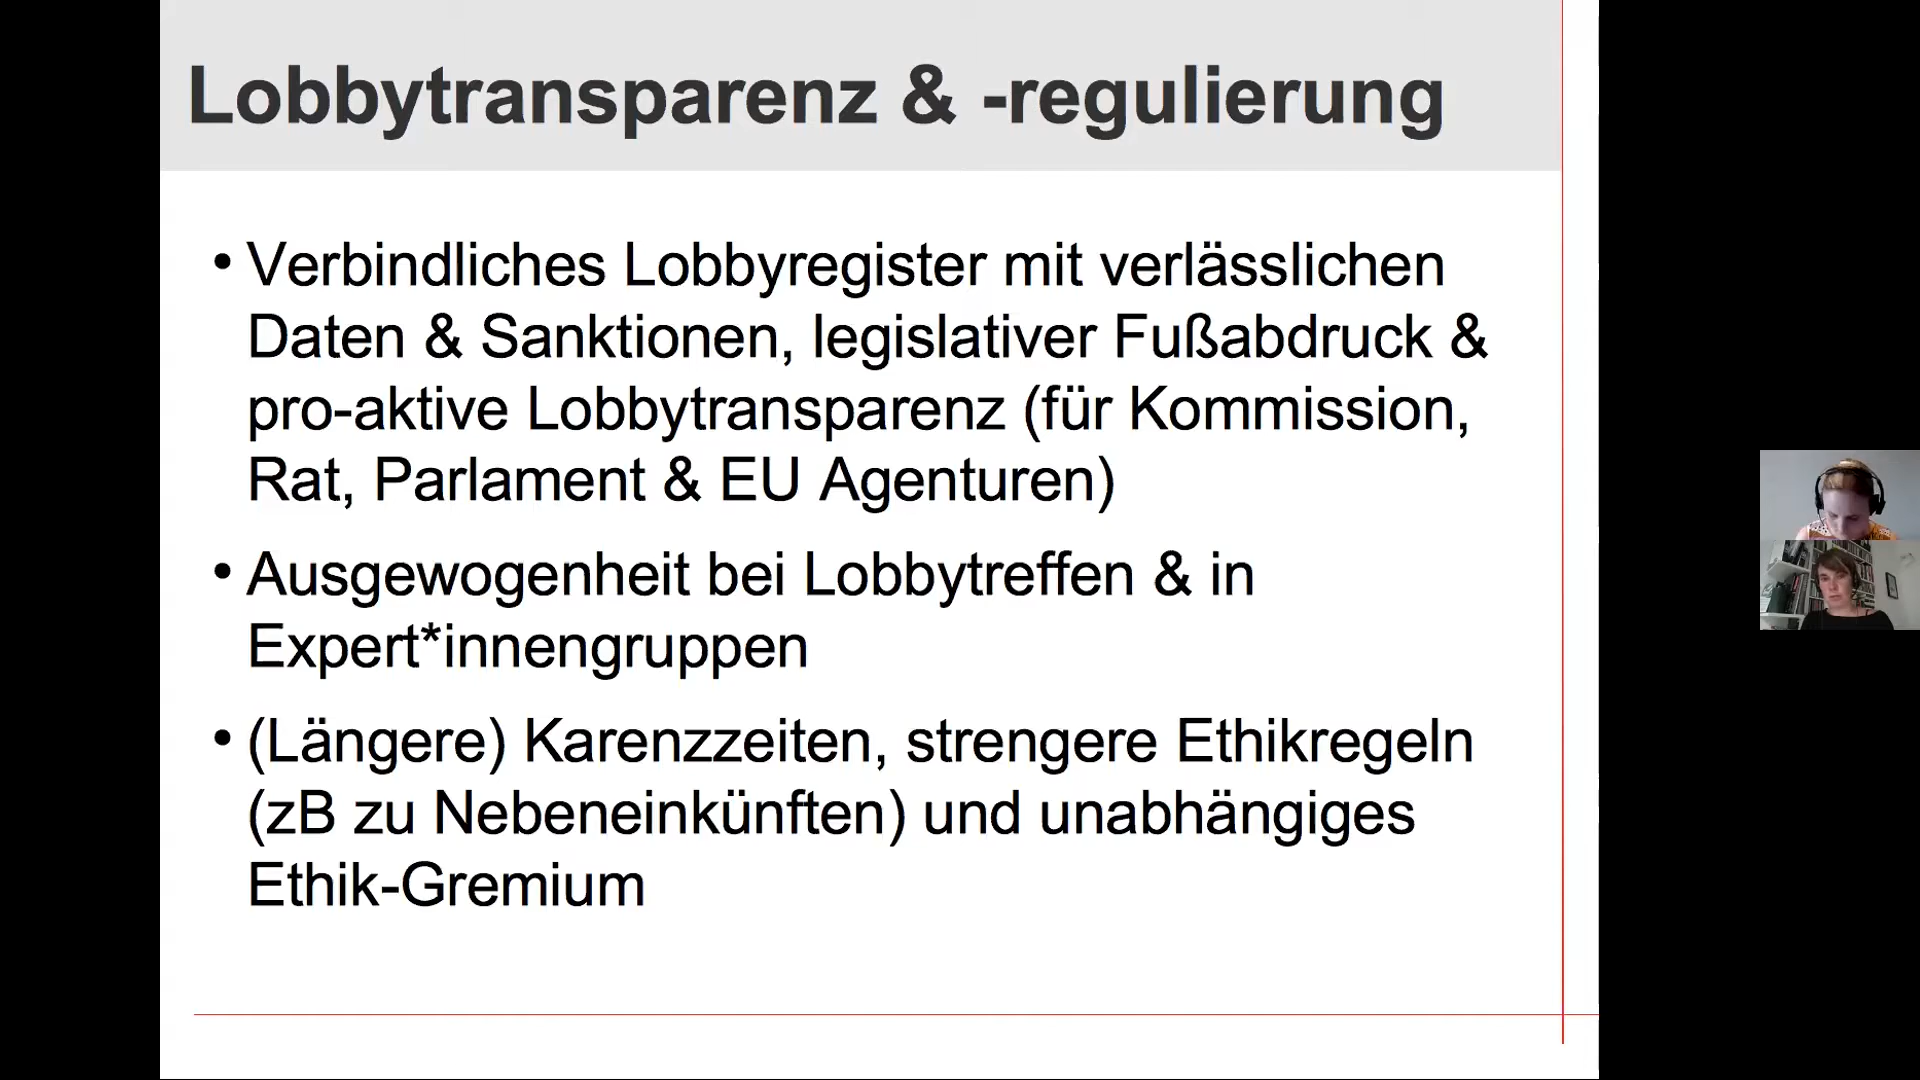 Lobbytransparenz & -regulierung
• Verbindliches Lobbyregister mit verlässlichen
Daten & Sanktionen, legislativer Fußabdruck &
pro-aktive Lobbytransparenz (für Kommission,
Rat, Parlament & EU Agenturen)
• Ausgewogenheit bei Lobbytreffen & in
Expert*innengruppen
• (Längere) Karenzzeiten, strengere Ethikregeln
(zB zu Nebeneinkünften) und unabhängiges
Ethik-Gremium